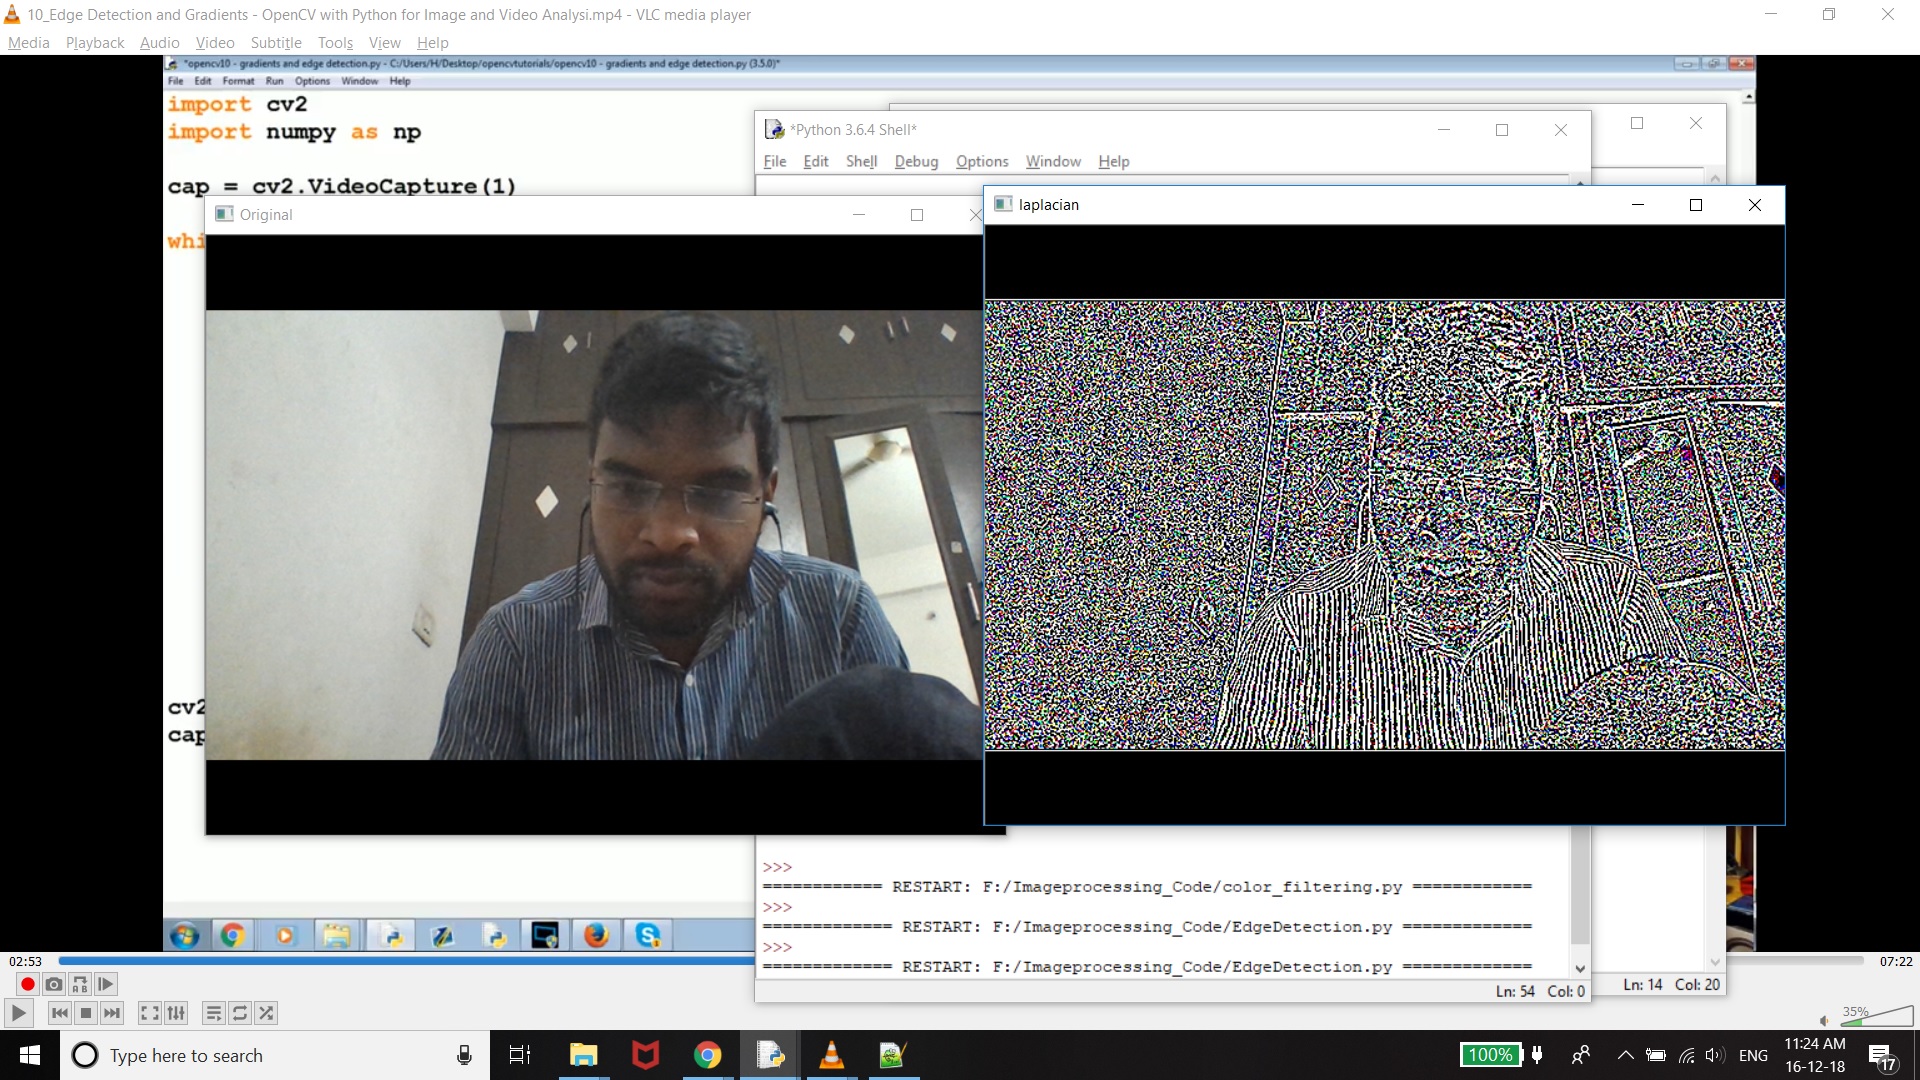 10_Edge Detection and Gradients - OpenCV with Python for Image and Video Analysi.mp4 - VLC media player
Media Playback Audio Video Subtitle Tools View Help
*opencv10 - gradients and edge detection.py - C:/Users/H/Desktop/opencvtutorials/opencv10 - gradients and edge detection.py (3.5.0)*
File Edit Format Run Options Window Help
import cv2
import numpy as np
cap = cv2.VideoCapture(1)
whi
cv2
cap
*Python 3.6.4 Shell*
File Edit Shell Debug Options Window Help
Original
laplacian
>>>
============ RESTART: F:/Imageprocessing_Code/color_filtering.py ============
>>>
============= RESTART: F:/Imageprocessing_Code/EdgeDetection.py =============
>>>
============= RESTART: F:/Imageprocessing_Code/EdgeDetection.py =============
Ln: 54 Col: 0
Ln: 14 Col: 20
02:53
07:22
A B
35%
Type here to search
100%
ENG
11:24 AM
16-12-18
17